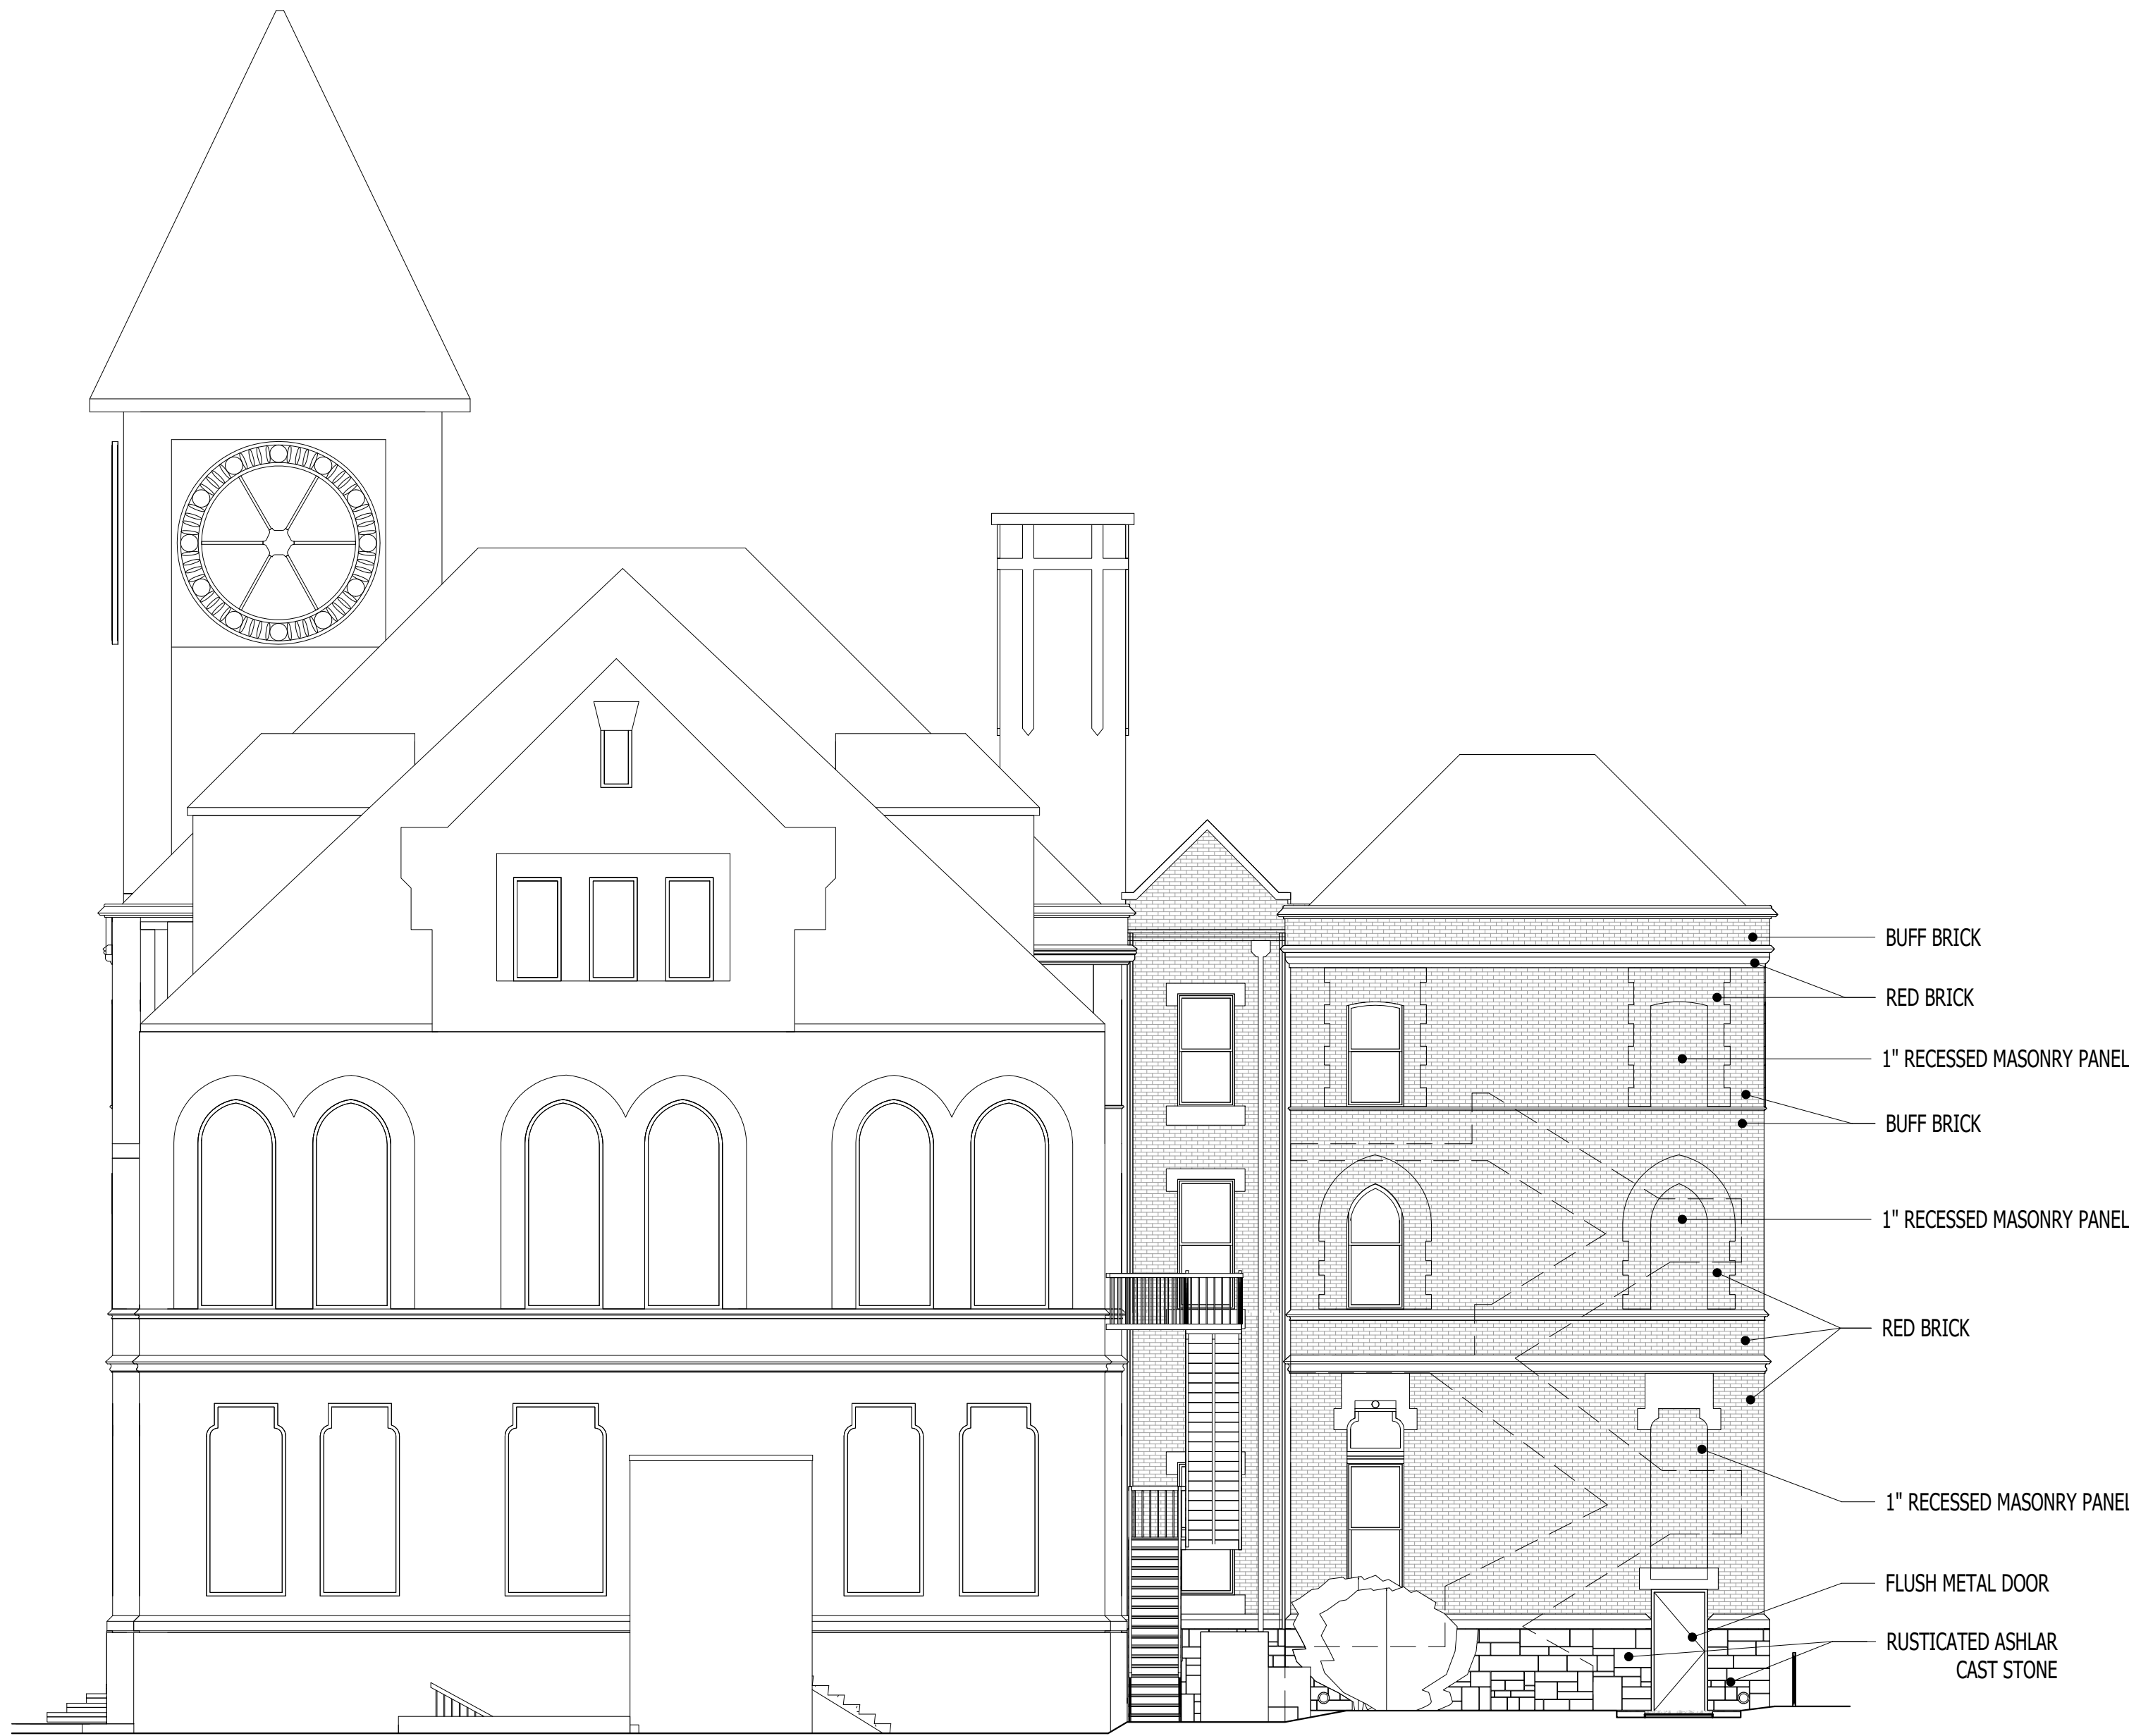 BUFF BRICK
RED BRICK
1" RECESSED MASONRY PANEL
BUFF BRICK
1" RECESSED MASONRY PANEL
RED BRICK
1" RECESSED MASONRY PANEL
FLUSH METAL DOOR
RUSTICATED ASHLAR
CAST STONE